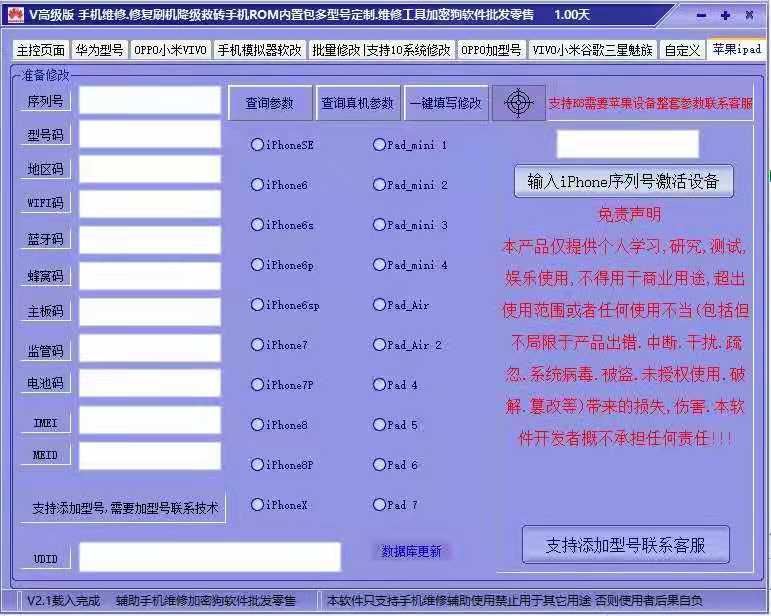 V高级版 手机维修.修复刷机降级救砖手机ROM内置包多型号定制.维修工具加密狗软件批发零售 1.00天
主控页面 华为型号 OPPO小米VIVO 手机模拟器软改 批量修改|支持10系统修改 OPPO加型号 VIVO小米谷歌三星魅族 自定义 苹果ipad
准备修改
序列号
型号码
地区码
WIFI码
蓝牙码
蜂窝码
主板码
监管码
电池码
IMEI
MEID
支持添加型号,需要加型号联系技术
UDID
查询参数 查询真机参数 一键填写修改
支持K8需要苹果设备整套参数联系客服
iPhoneSE Pad_mini 1
iPhone6 Pad_mini 2
iPhone6s Pad_mini 3
iPhone6p Pad_mini 4
iPhone6sp Pad_Air
iPhone7 Pad_Air 2
iPhone7P Pad 4
iPhone8 Pad 5
iPhone8P Pad 6
iPhoneX Pad 7
数据库更新
输入iPhone序列号激活设备
免责声明
本产品仅提供个人学习,研究,测试,
娱乐使用,不得用于商业用途,超出
使用范围或者任何使用不当(包括但
不局限于产品出错.中断.干扰.疏
忽.系统病毒.被盗.未授权使用.破
解.篡改等)带来的损失,伤害.本软
件开发者概不承担任何责任!!!
支持添加型号联系客服
V2.1载入完成 辅助手机维修加密狗软件批发零售 本软件只支持手机维修辅助使用禁止用于其它用途 否则使用者后果自负